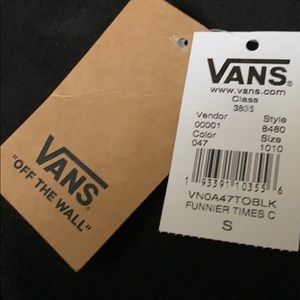 VANS
"OFF THE WALL"
VANS
www.vans.com
Class
3835
Vendor Style
00001 8480
Color Size
047 1010
1 93391 10355 6
VN0A47TOBLK
FUNNIER TIMES C
S